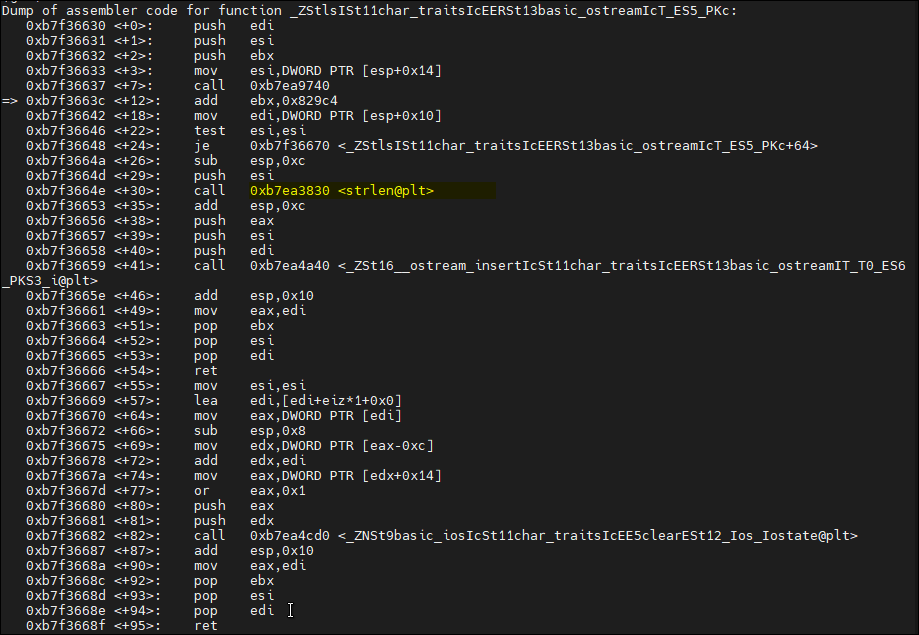 Dump of assembler code for function _ZStlsISt11char_traitsIcEERSt13basic_ostreamIcT_ES5_PKc:
0xb7f36630 <+0>: push edi
0xb7f36631 <+1>: push esi
0xb7f36632 <+2>: push ebx
0xb7f36633 <+3>: mov esi,DWORD PTR [esp+0x14]
0xb7f36637 <+7>: call 0xb7ea9740
=> 0xb7f3663c <+12>: add ebx,0x829c4
0xb7f36642 <+18>: mov edi,DWORD PTR [esp+0x10]
0xb7f36646 <+22>: test esi,esi
0xb7f36648 <+24>: je 0xb7f36670 <_ZStlsISt11char_traitsIcEERSt13basic_ostreamIcT_ES5_PKc+64>
0xb7f3664a <+26>: sub esp,0xc
0xb7f3664d <+29>: push esi
0xb7f3664e <+30>: call 0xb7ea3830 <strlen@plt>
0xb7f36653 <+35>: add esp,0xc
0xb7f36656 <+38>: push eax
0xb7f36657 <+39>: push esi
0xb7f36658 <+40>: push edi
0xb7f36659 <+41>: call 0xb7ea4a40 <_ZSt16__ostream_insertIcSt11char_traitsIcEERSt13basic_ostreamIT_T0_ES6
_PKS3_i@plt>
0xb7f3665e <+46>: add esp,0x10
0xb7f36661 <+49>: mov eax,edi
0xb7f36663 <+51>: pop ebx
0xb7f36664 <+52>: pop esi
0xb7f36665 <+53>: pop edi
0xb7f36666 <+54>: ret
0xb7f36667 <+55>: mov esi,esi
0xb7f36669 <+57>: lea edi,[edi+eiz*1+0x0]
0xb7f36670 <+64>: mov eax,DWORD PTR [edi]
0xb7f36672 <+66>: sub esp,0x8
0xb7f36675 <+69>: mov edx,DWORD PTR [eax-0xc]
0xb7f36678 <+72>: add edx,edi
0xb7f3667a <+74>: mov eax,DWORD PTR [edx+0x14]
0xb7f3667d <+77>: or eax,0x1
0xb7f36680 <+80>: push eax
0xb7f36681 <+81>: push edx
0xb7f36682 <+82>: call 0xb7ea4cd0 <_ZNSt9basic_iosIcSt11char_traitsIcEE5clearESt12_Ios_Iostate@plt>
0xb7f36687 <+87>: add esp,0x10
0xb7f3668a <+90>: mov eax,edi
0xb7f3668c <+92>: pop ebx
0xb7f3668d <+93>: pop esi
0xb7f3668e <+94>: pop edi
0xb7f3668f <+95>: ret